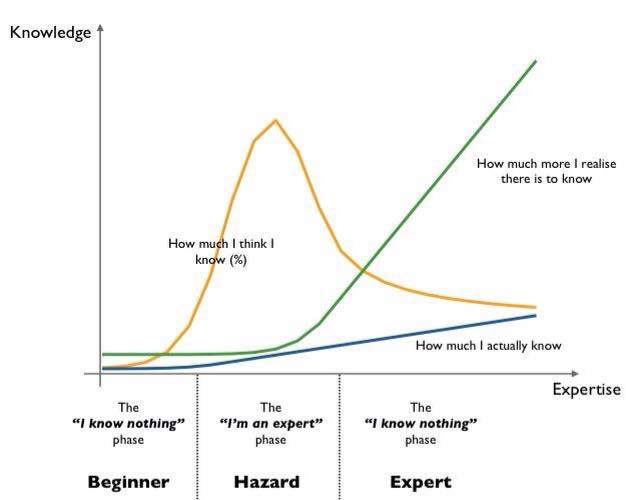 Knowledge
How much more I realise
there is to know
How much I think I
know (%)
How much I actually know
Expertise
The
“I know nothing”
phase
The
“I’m an expert”
phase
The
“I know nothing”
phase
Beginner
Hazard
Expert